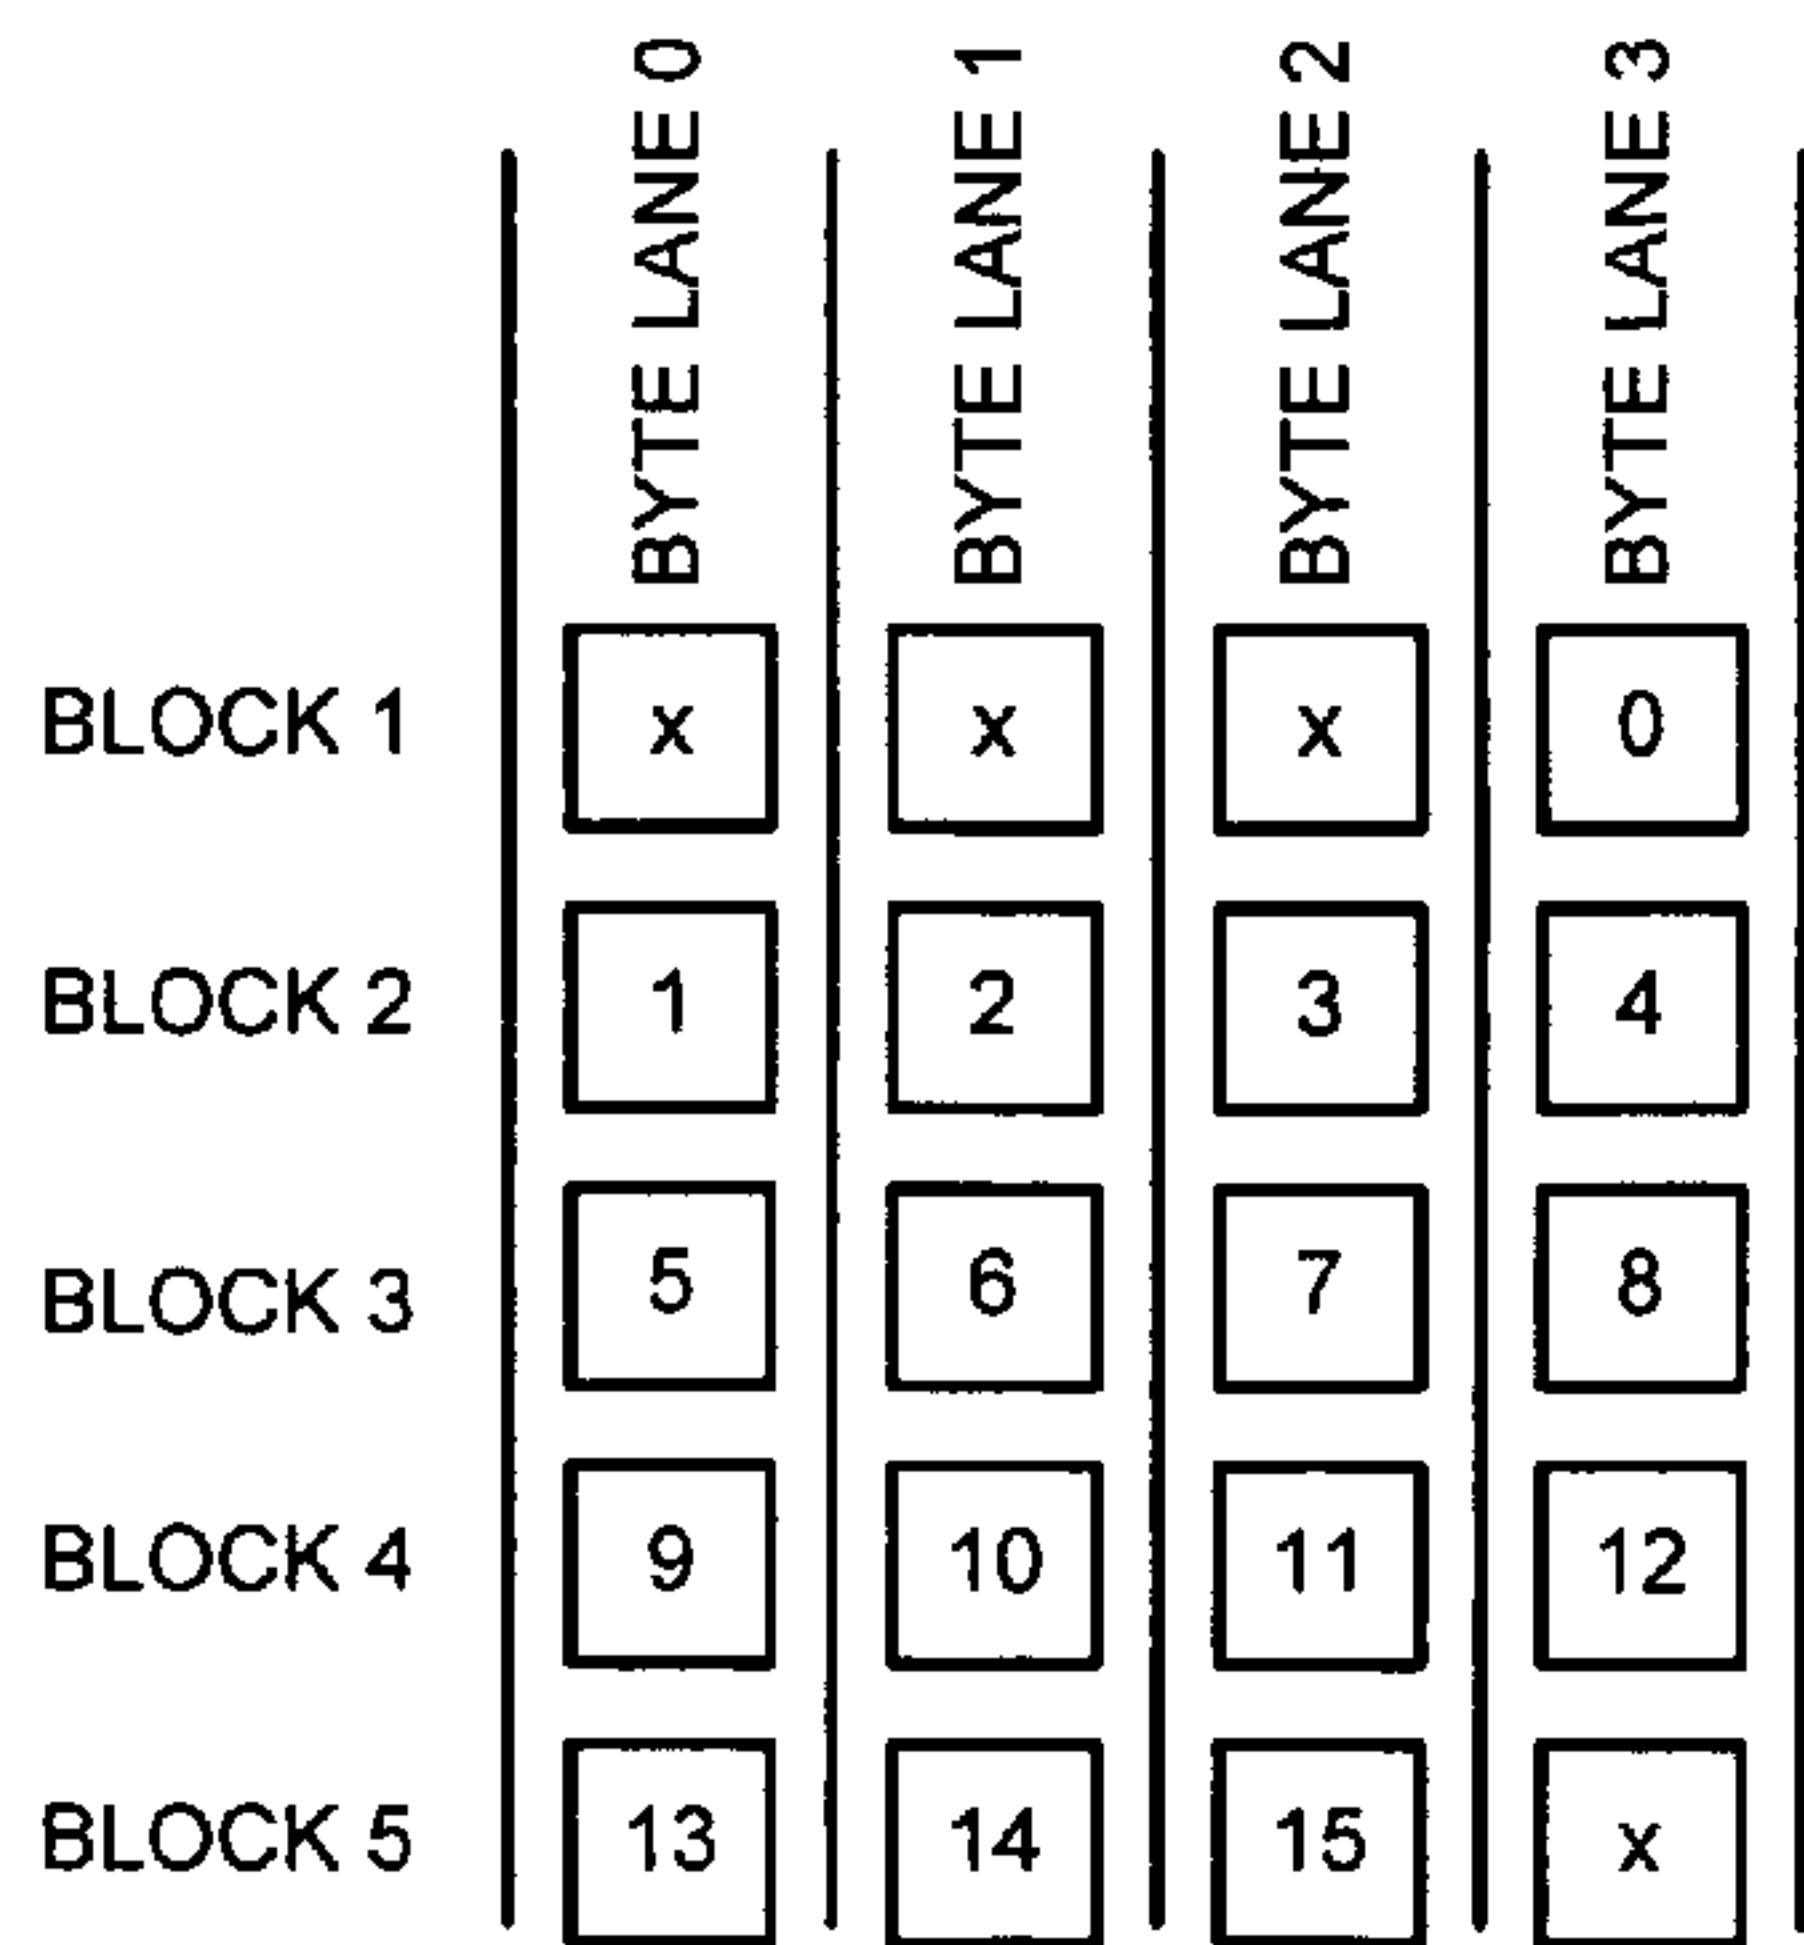 BYTE LANE 0 BYTE LANE 1 BYTE LANE 2 BYTE LANE 3
BLOCK 1 x x x 0
BLOCK 2 1 2 3 4
BLOCK 3 5 6 7 8
BLOCK 4 9 10 11 12
BLOCK 5 13 14 15 x